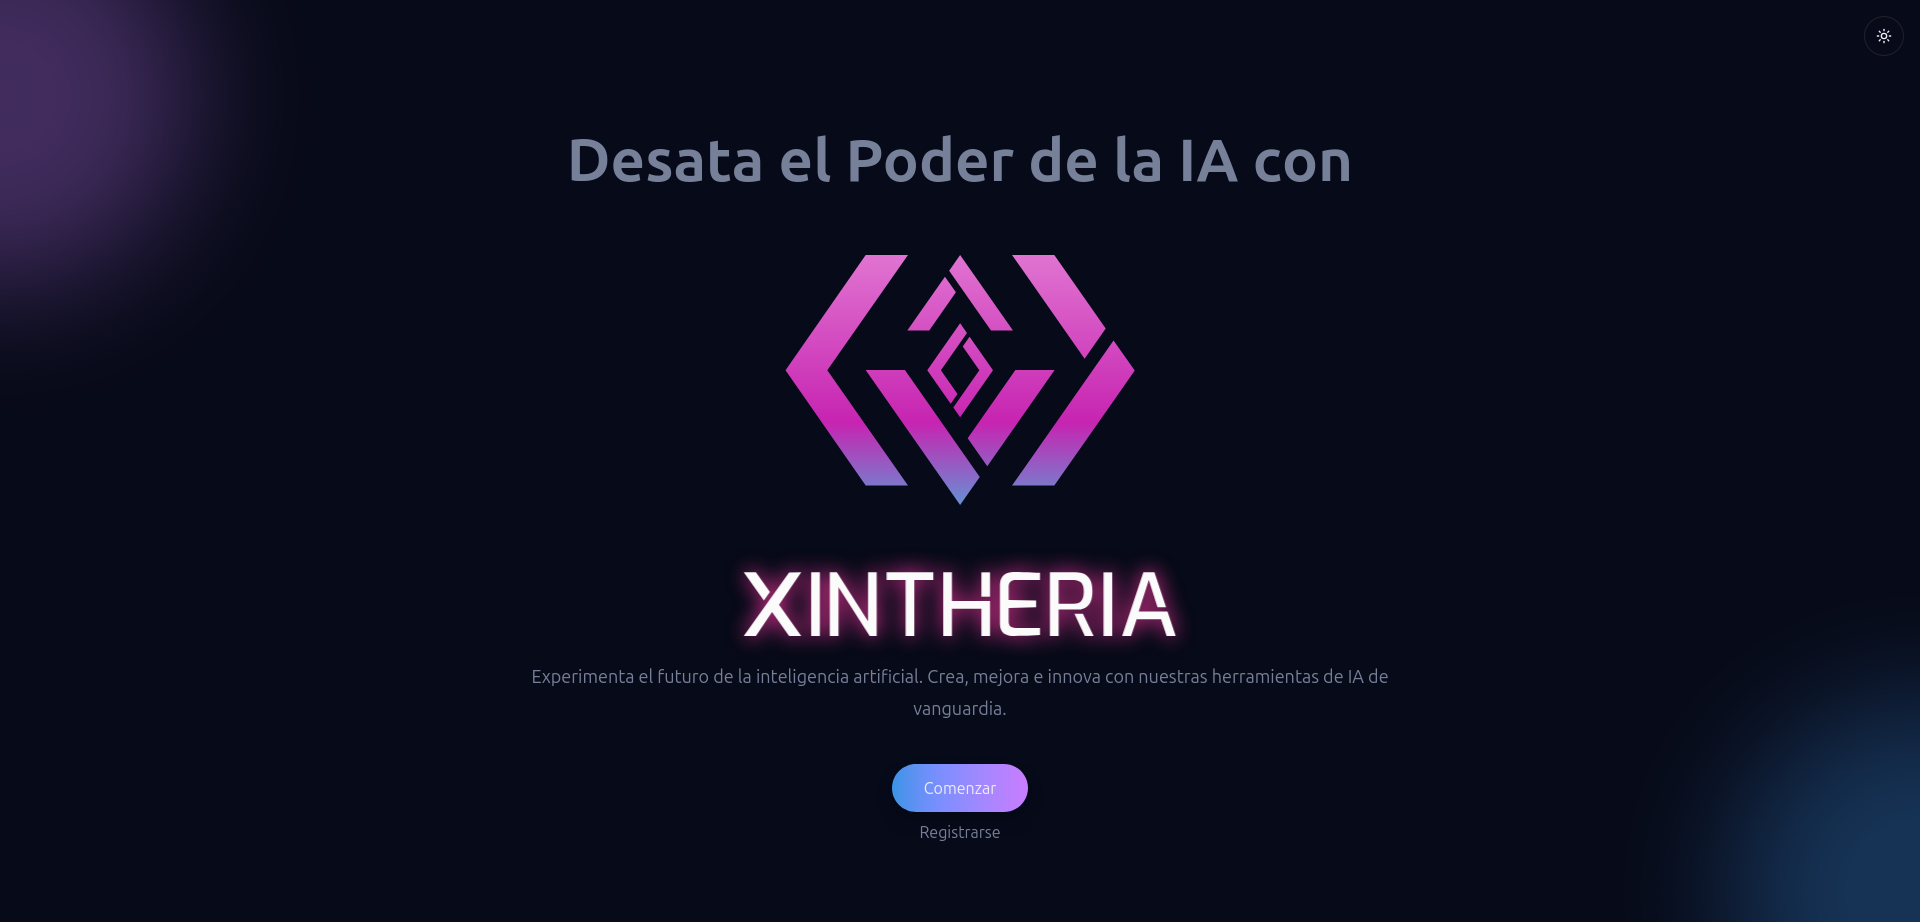 Desata el Poder de la IA con
XINTHERIA
Experimenta el futuro de la inteligencia artificial. Crea, mejora e innova con nuestras herramientas de IA de
vanguardia.
Comenzar
Registrarse